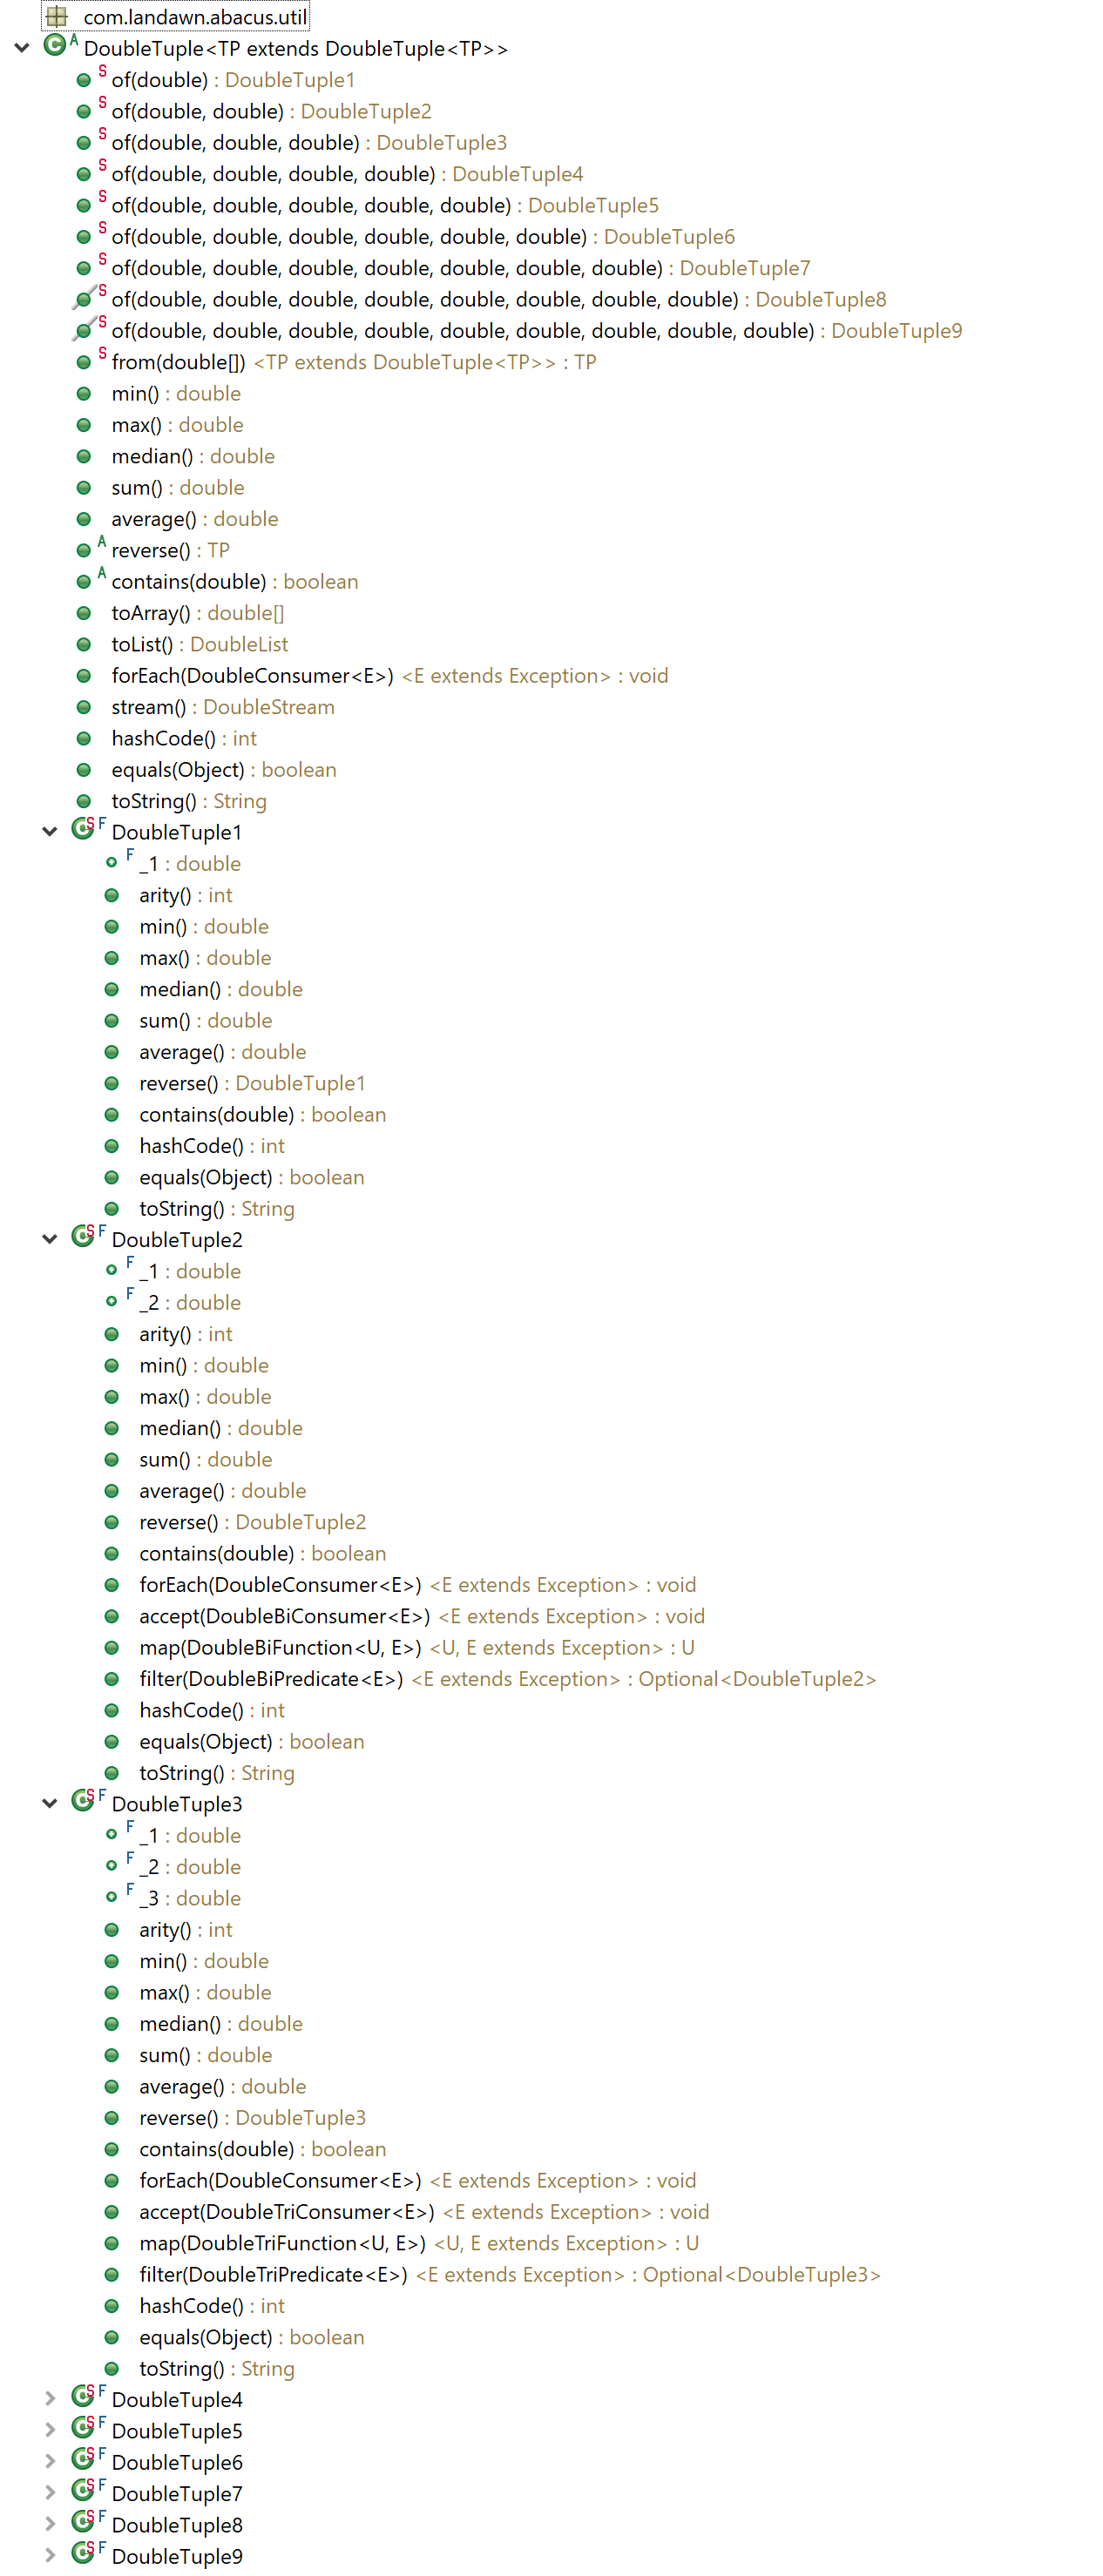 com.landawn.abacus.util
A DoubleTuple<TP extends DoubleTuple<TP>>
S of(double) : DoubleTuple1
S of(double, double) : DoubleTuple2
S of(double, double, double) : DoubleTuple3
S of(double, double, double, double) : DoubleTuple4
S of(double, double, double, double, double) : DoubleTuple5
S of(double, double, double, double, double, double) : DoubleTuple6
S of(double, double, double, double, double, double, double) : DoubleTuple7
S of(double, double, double, double, double, double, double, double) : DoubleTuple8
S of(double, double, double, double, double, double, double, double, double) : DoubleTuple9
S from(double[]) <TP extends DoubleTuple<TP>> : TP
min() : double
max() : double
median() : double
sum() : double
average() : double
A reverse() : TP
A contains(double) : boolean
toArray() : double[]
toList() : DoubleList
forEach(DoubleConsumer<E>) <E extends Exception> : void
stream() : DoubleStream
hashCode() : int
equals(Object) : boolean
toString() : String
S F DoubleTuple1
F _1 : double
arity() : int
min() : double
max() : double
median() : double
sum() : double
average() : double
reverse() : DoubleTuple1
contains(double) : boolean
hashCode() : int
equals(Object) : boolean
toString() : String
S F DoubleTuple2
F _1 : double
F _2 : double
arity() : int
min() : double
max() : double
median() : double
sum() : double
average() : double
reverse() : DoubleTuple2
contains(double) : boolean
forEach(DoubleConsumer<E>) <E extends Exception> : void
accept(DoubleBiConsumer<E>) <E extends Exception> : void
map(DoubleBiFunction<U, E>) <U, E extends Exception> : U
filter(DoubleBiPredicate<E>) <E extends Exception> : Optional<DoubleTuple2>
hashCode() : int
equals(Object) : boolean
toString() : String
S F DoubleTuple3
F _1 : double
F _2 : double
F _3 : double
arity() : int
min() : double
max() : double
median() : double
sum() : double
average() : double
reverse() : DoubleTuple3
contains(double) : boolean
forEach(DoubleConsumer<E>) <E extends Exception> : void
accept(DoubleTriConsumer<E>) <E extends Exception> : void
map(DoubleTriFunction<U, E>) <U, E extends Exception> : U
filter(DoubleTriPredicate<E>) <E extends Exception> : Optional<DoubleTuple3>
hashCode() : int
equals(Object) : boolean
toString() : String
S F DoubleTuple4
S F DoubleTuple5
S F DoubleTuple6
S F DoubleTuple7
S F DoubleTuple8
S F DoubleTuple9